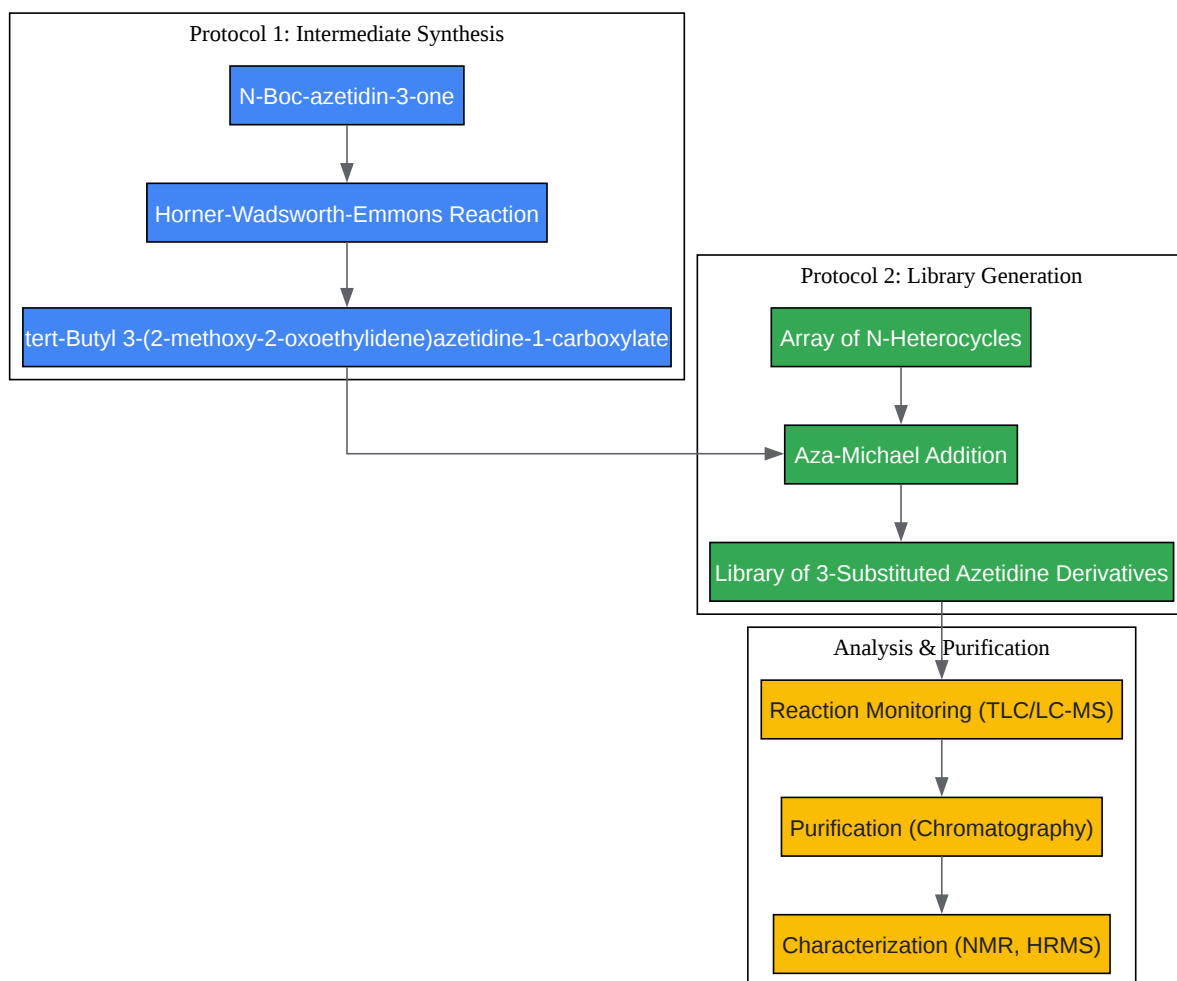 Protocol 1: Intermediate Synthesis
N-Boc-azetidin-3-one
Horner-Wadsworth-Emmons Reaction
tert-Butyl 3-(2-methoxy-2-oxoethylidene)azetidine-1-carboxylate
Protocol 2: Library Generation
Array of N-Heterocycles
Aza-Michael Addition
Library of 3-Substituted Azetidine Derivatives
Analysis & Purification
Reaction Monitoring (TLC/LC-MS)
Purification (Chromatography)
Characterization (NMR, HRMS)